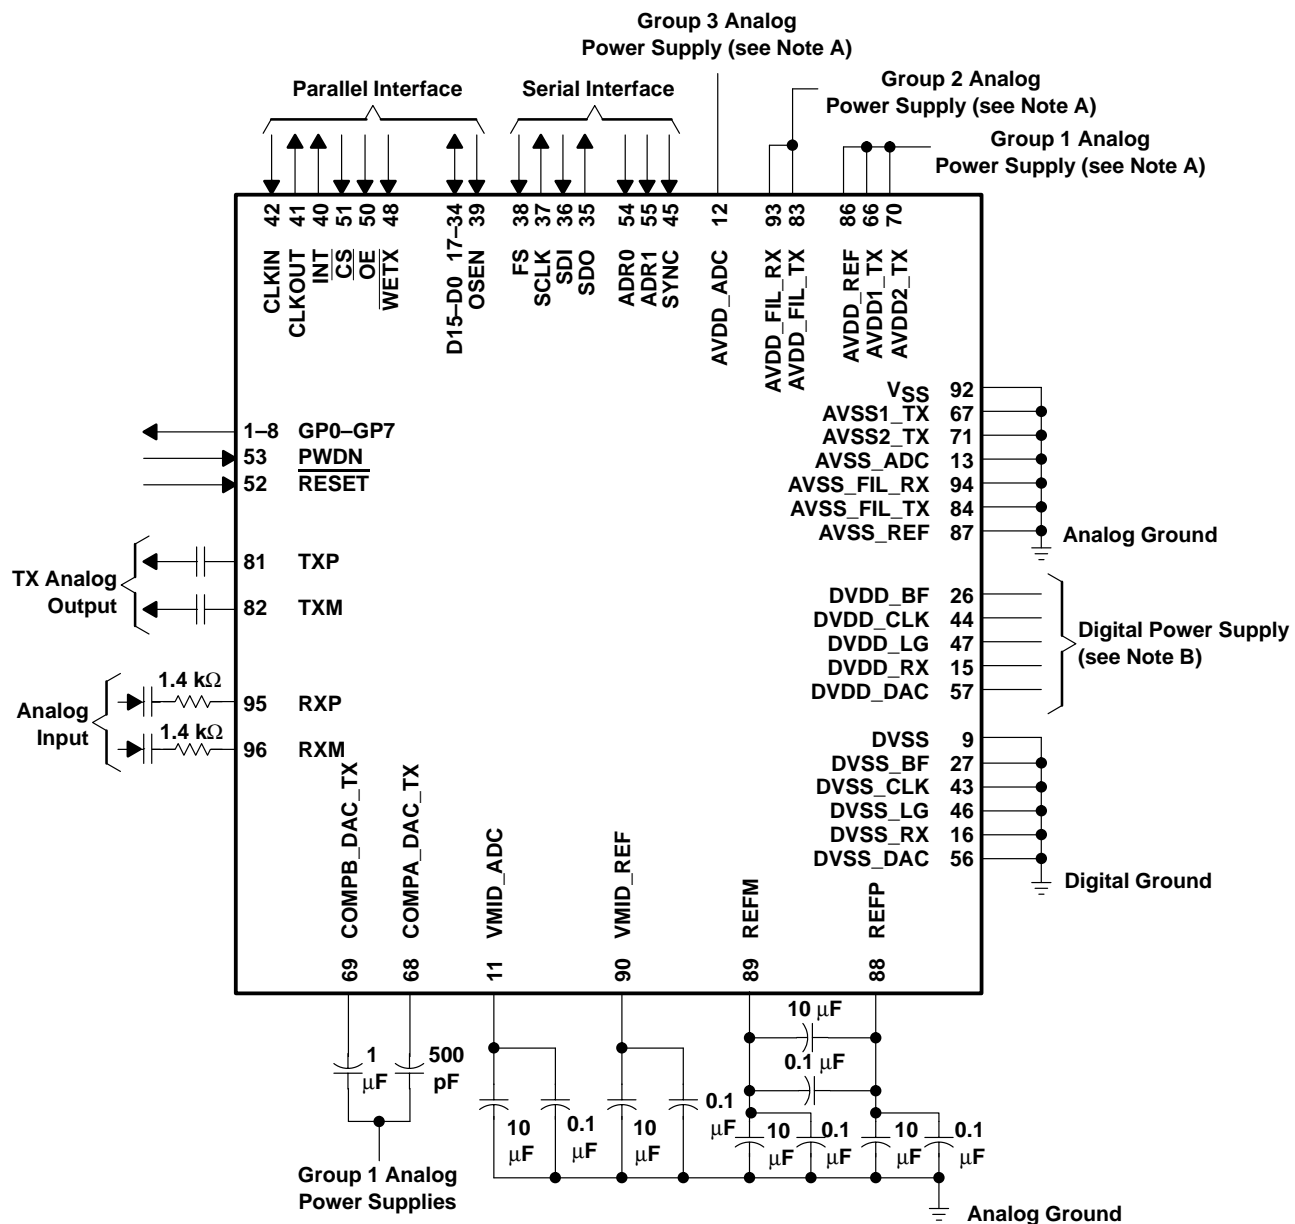 Group 3 Analog
Power Supply (see Note A)
Group 2 Analog
Power Supply (see Note A)
Group 1 Analog
Power Supply (see Note A)
Parallel Interface
Serial Interface
42
41
40
51
50
48
17–34
39
38
37
36
35
54
55
45
12
93
83
86
66
70
CLKIN
CLKOUT
INT
CS
OE
WETX
D15–D0
OSEN
FS
SCLK
SDI
SDO
ADR0
ADR1
SYNC
AVDD_ADC
AVDD_FIL_RX
AVDD_FIL_TX
AVDD_REF
AVDD1_TX
AVDD2_TX
1–8 GP0–GP7
53 PWDN
52 RESET
TX Analog
Output
81 TXP
82 TXM
Analog
Input
1.4 kΩ
95 RXP
1.4 kΩ
96 RXM
VSS 92
AVSS1_TX 67
AVSS2_TX 71
AVSS_ADC 13
AVSS_FIL_RX 94
AVSS_FIL_TX 84
AVSS_REF 87
Analog Ground
DVDD_BF 26
DVDD_CLK 44
DVDD_LG 47
DVDD_RX 15
DVDD_DAC 57
Digital Power Supply
(see Note B)
DVSS 9
DVSS_BF 27
DVSS_CLK 43
DVSS_LG 46
DVSS_RX 16
DVSS_DAC 56
Digital Ground
COMPB_DAC_TX
COMPA_DAC_TX
VMID_ADC
VMID_REF
REFM
REFP
69
68
11
90
89
88
1
µF
500
pF
Group 1 Analog
Power Supplies
10
µF
0.1
µF
10
µF
0.1
µF
10 µF
0.1 µF
10
µF
0.1
µF
10
µF
0.1
µF
Analog Ground